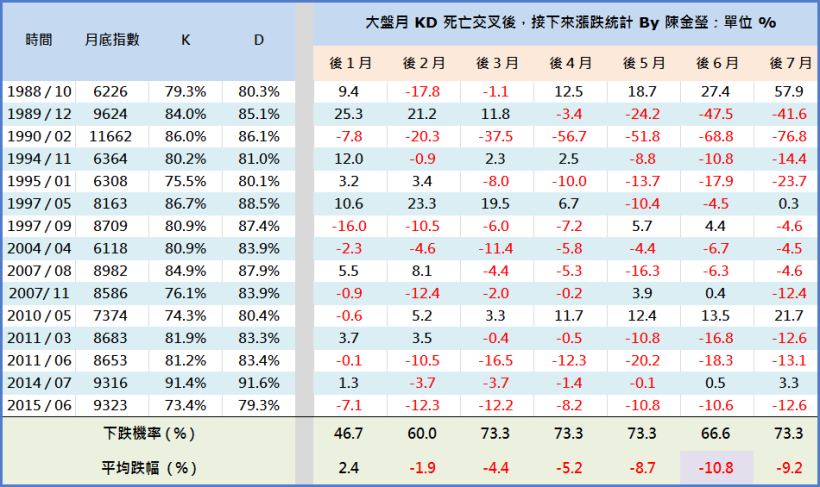 大盤月 KD 死亡交叉後，接下來漲跌統計 By 陳金瑩：單位 %
時間 月底指數 K D 後 1 月 後 2 月 後 3 月 後 4 月 後 5 月 後 6 月 後 7 月
1988 / 10 6226 79.3% 80.3% 9.4 -17.8 -1.1 12.5 18.7 27.4 57.9
1989 / 12 9624 84.0% 85.1% 25.3 21.2 11.8 -3.4 -24.2 -47.5 -41.6
1990 / 02 11662 86.0% 86.1% -7.8 -20.3 -37.5 -56.7 -51.8 -68.8 -76.8
1994 / 11 6364 80.2% 81.0% 12.0 -0.9 2.3 2.5 -8.8 -10.8 -14.4
1995 / 01 6308 75.5% 80.1% 3.2 3.4 -8.0 -10.0 -13.7 -17.9 -23.7
1997 / 05 8163 86.7% 88.5% 10.6 23.3 19.5 6.7 -10.4 -4.5 0.3
1997 / 09 8709 80.9% 87.4% -16.0 -10.5 -6.0 -7.2 5.7 4.4 -4.6
2004 / 04 6118 80.9% 83.9% -2.3 -4.6 -11.4 -5.8 -4.4 -6.7 -4.5
2007 / 08 8982 84.9% 87.9% 5.5 8.1 -4.4 -5.3 -16.3 -6.3 -4.6
2007/ 11 8586 76.1% 83.9% -0.9 -12.4 -2.0 -0.2 3.9 0.4 -12.4
2010 / 05 7374 74.3% 80.4% -0.6 5.2 3.3 11.7 12.4 13.5 21.7
2011 / 03 8683 81.9% 83.3% 3.7 3.5 -0.4 -0.5 -10.8 -16.8 -12.6
2011 / 06 8653 81.2% 83.4% -0.1 -10.5 -16.5 -12.3 -20.2 -18.3 -13.1
2014 / 07 9316 91.4% 91.6% 1.3 -3.7 -3.7 -1.4 -0.1 0.5 3.3
2015 / 06 9323 73.4% 79.3% -7.1 -12.3 -12.2 -8.2 -10.8 -10.6 -12.6
下跌機率 ( % ) 46.7 60.0 73.3 73.3 73.3 66.6 73.3
平均跌幅 ( % ) 2.4 -1.9 -4.4 -5.2 -8.7 -10.8 -9.2